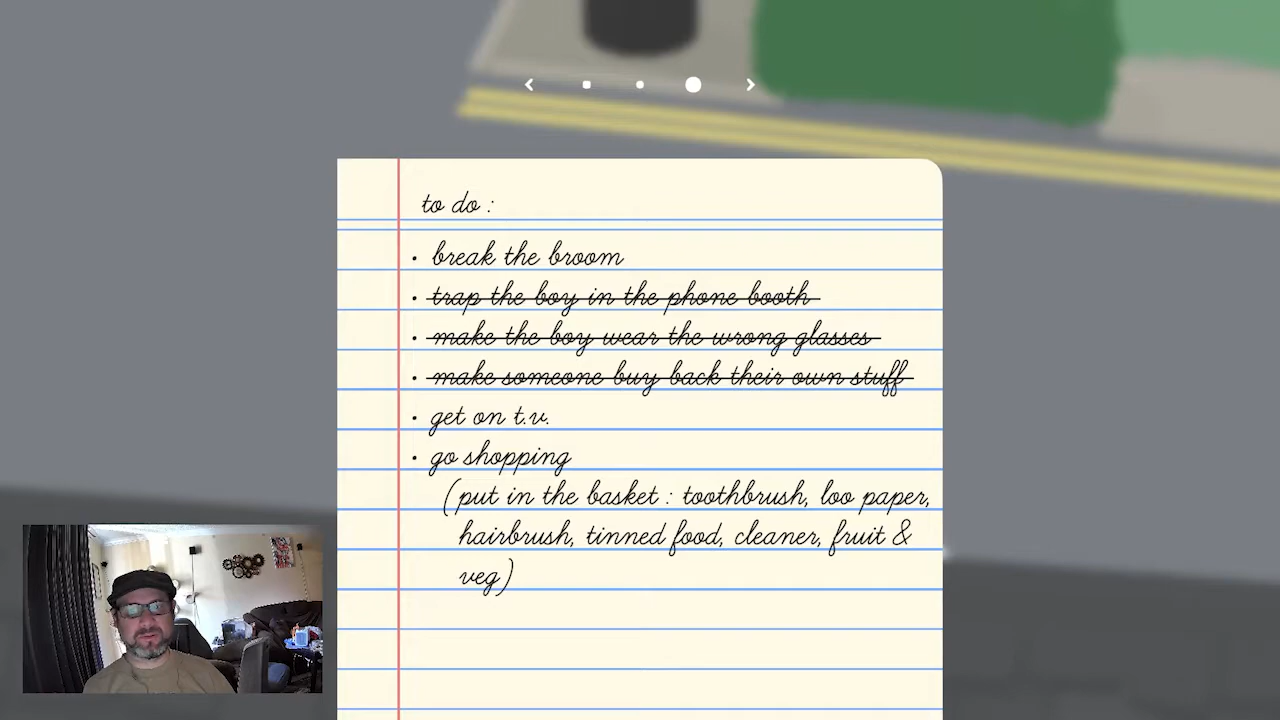 to do :
• break the broom
• trap the boy in the phone booth
• make the boy wear the wrong glasses
• make someone buy back their own stuff
• get on t.v.
• go shopping
(put in the basket : toothbrush, loo paper,
hairbrush, tinned food, cleaner, fruit &
veg)